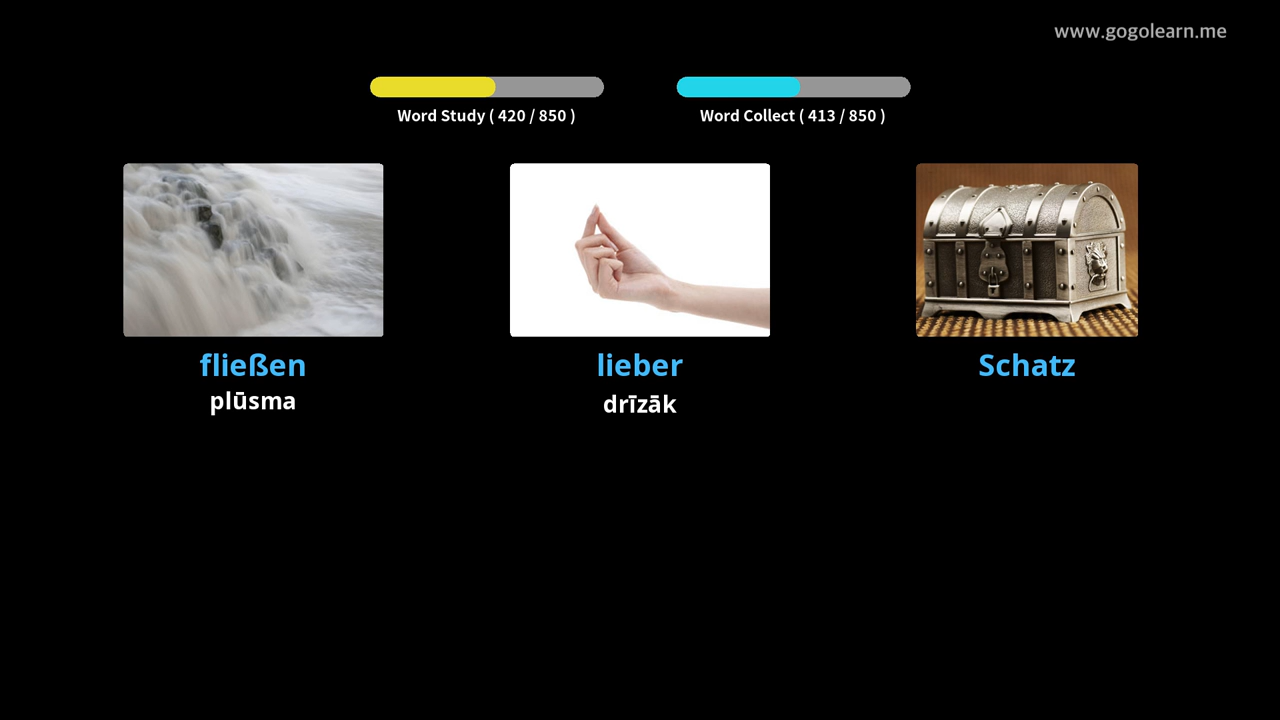 www.gogolearn.me
Word Study ( 420 / 850 )
Word Collect ( 413 / 850 )
fließen
lieber
Schatz
plūsma
drīzāk